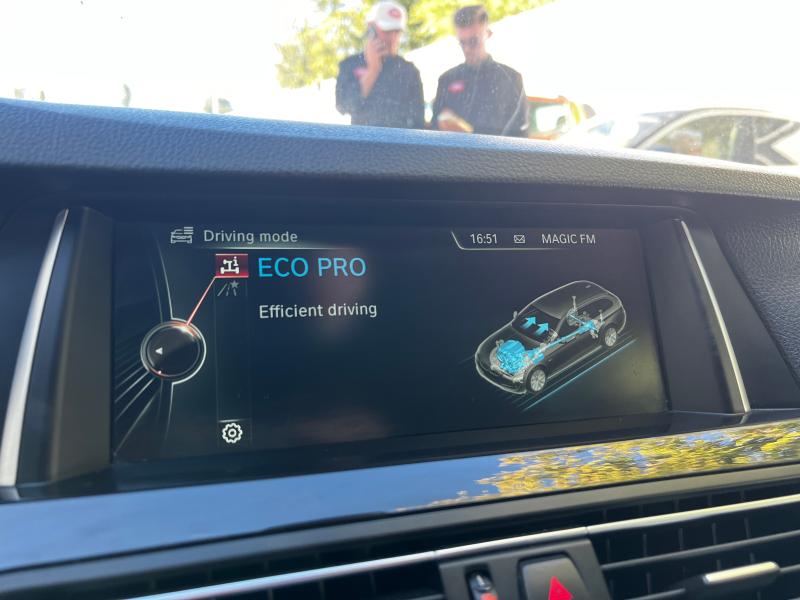 Driving mode
16:51 MAGIC FM
ECO PRO
Efficient driving